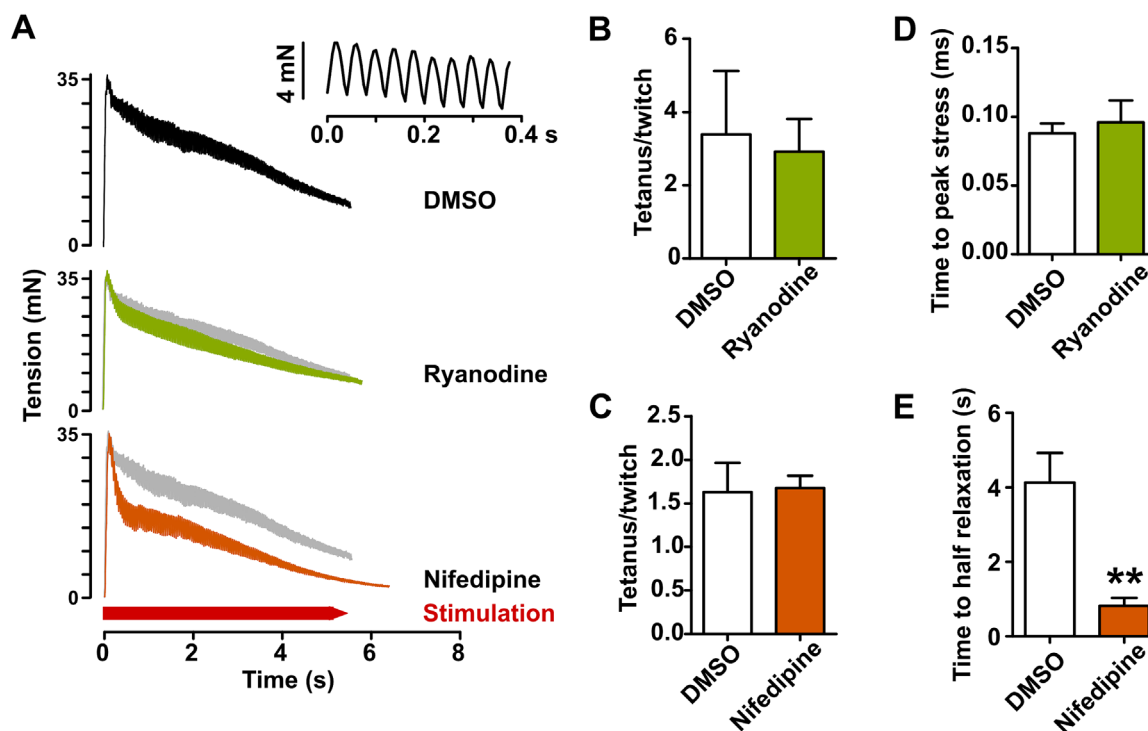 A
4 mN
0.0
0.2
0.4 s
35
0
DMSO
Tension (mN)
35
0
Ryanodine
35
0
Nifedipine
Stimulation
0
2
4
6
8
Time (s)
B
Tetanus/twitch
6
4
2
0
DMSO
Ryanodine
C
Tetanus/twitch
2.5
2.0
1.5
1.0
0.5
0.0
DMSO
Nifedipine
D
Time to peak stress (ms)
0.15
0.10
0.05
0.00
DMSO
Ryanodine
E
Time to half relaxation (s)
6
4
2
0
**
DMSO
Nifedipine